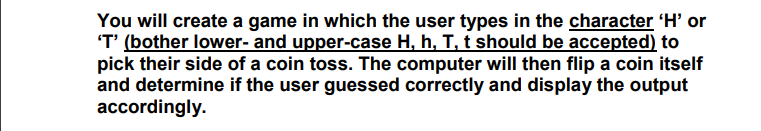 You will create a game in which the user types in the character ‘H’ or
‘T’ (bother lower- and upper-case H, h, T, t should be accepted) to
pick their side of a coin toss. The computer will then flip a coin itself
and determine if the user guessed correctly and display the output
accordingly.